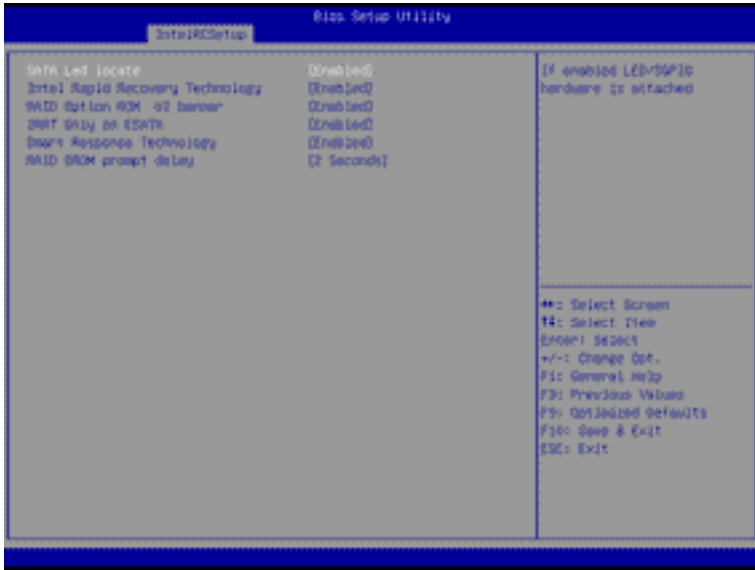 Bios Setup Utility
IntelRCSetup
SATA Led locate [Enabled]
Intel Rapid Recovery Technology [Enabled]
RAID Option ROM banner [Enabled]
IRRT Only on ESATA [Enabled]
Smart Response Technology [Enabled]
RAID OROM prompt delay [2 Seconds]
If enabled LED/SGPIO
hardware is attached
: Select Screen
: Select Item
Enter: Select
+/-: Change Opt.
F1: General Help
: Previous Values
F9: Optimized Defaults
F10: Save & Exit
ESC: Exit